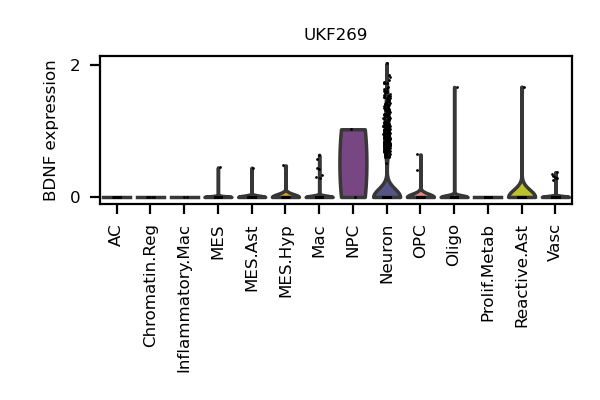 UKF269
BDNF expression
2
0
AC
Chromatin.Reg
Inflammatory.Mac
MES
MES.Ast
MES.Hyp
Mac
NPC
Neuron
OPC
Oligo
Prolif.Metab
Reactive.Ast
Vasc